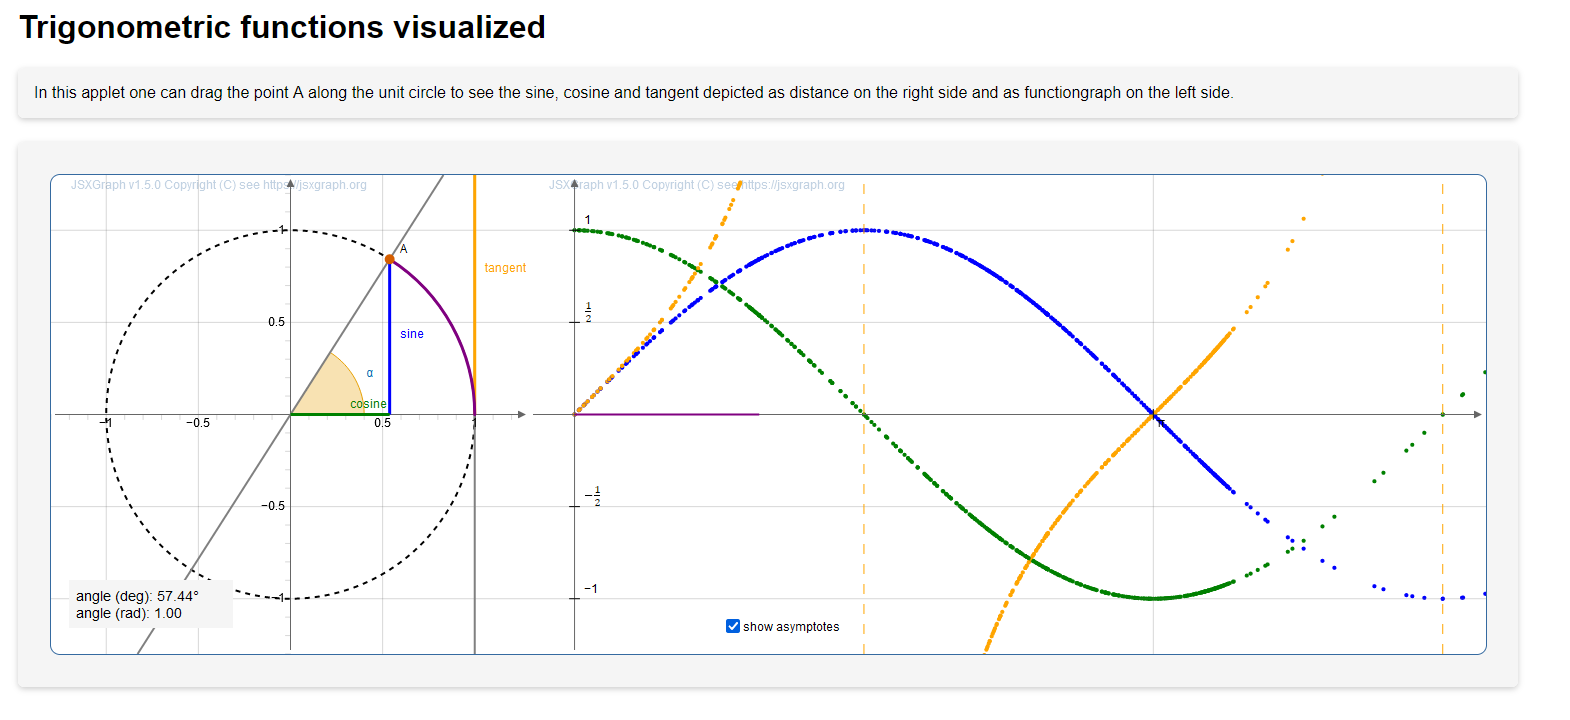 Trigonometric functions visualized
In this applet one can drag the point A along the unit circle to see the sine, cosine and tangent depicted as distance on the right side and as functiongraph on the left side.
JSXGraph v1.5.0 Copyright (C) see https://jsxgraph.org
JSXGraph v1.5.0 Copyright (C) see https://jsxgraph.org
1
1
A
tangent
0.5
1/2
sine
α
cosine
−1
−0.5
0.5
1
π
−0.5
−1/2
−1
−1
angle (deg): 57.44°
angle (rad): 1.00
show asymptotes